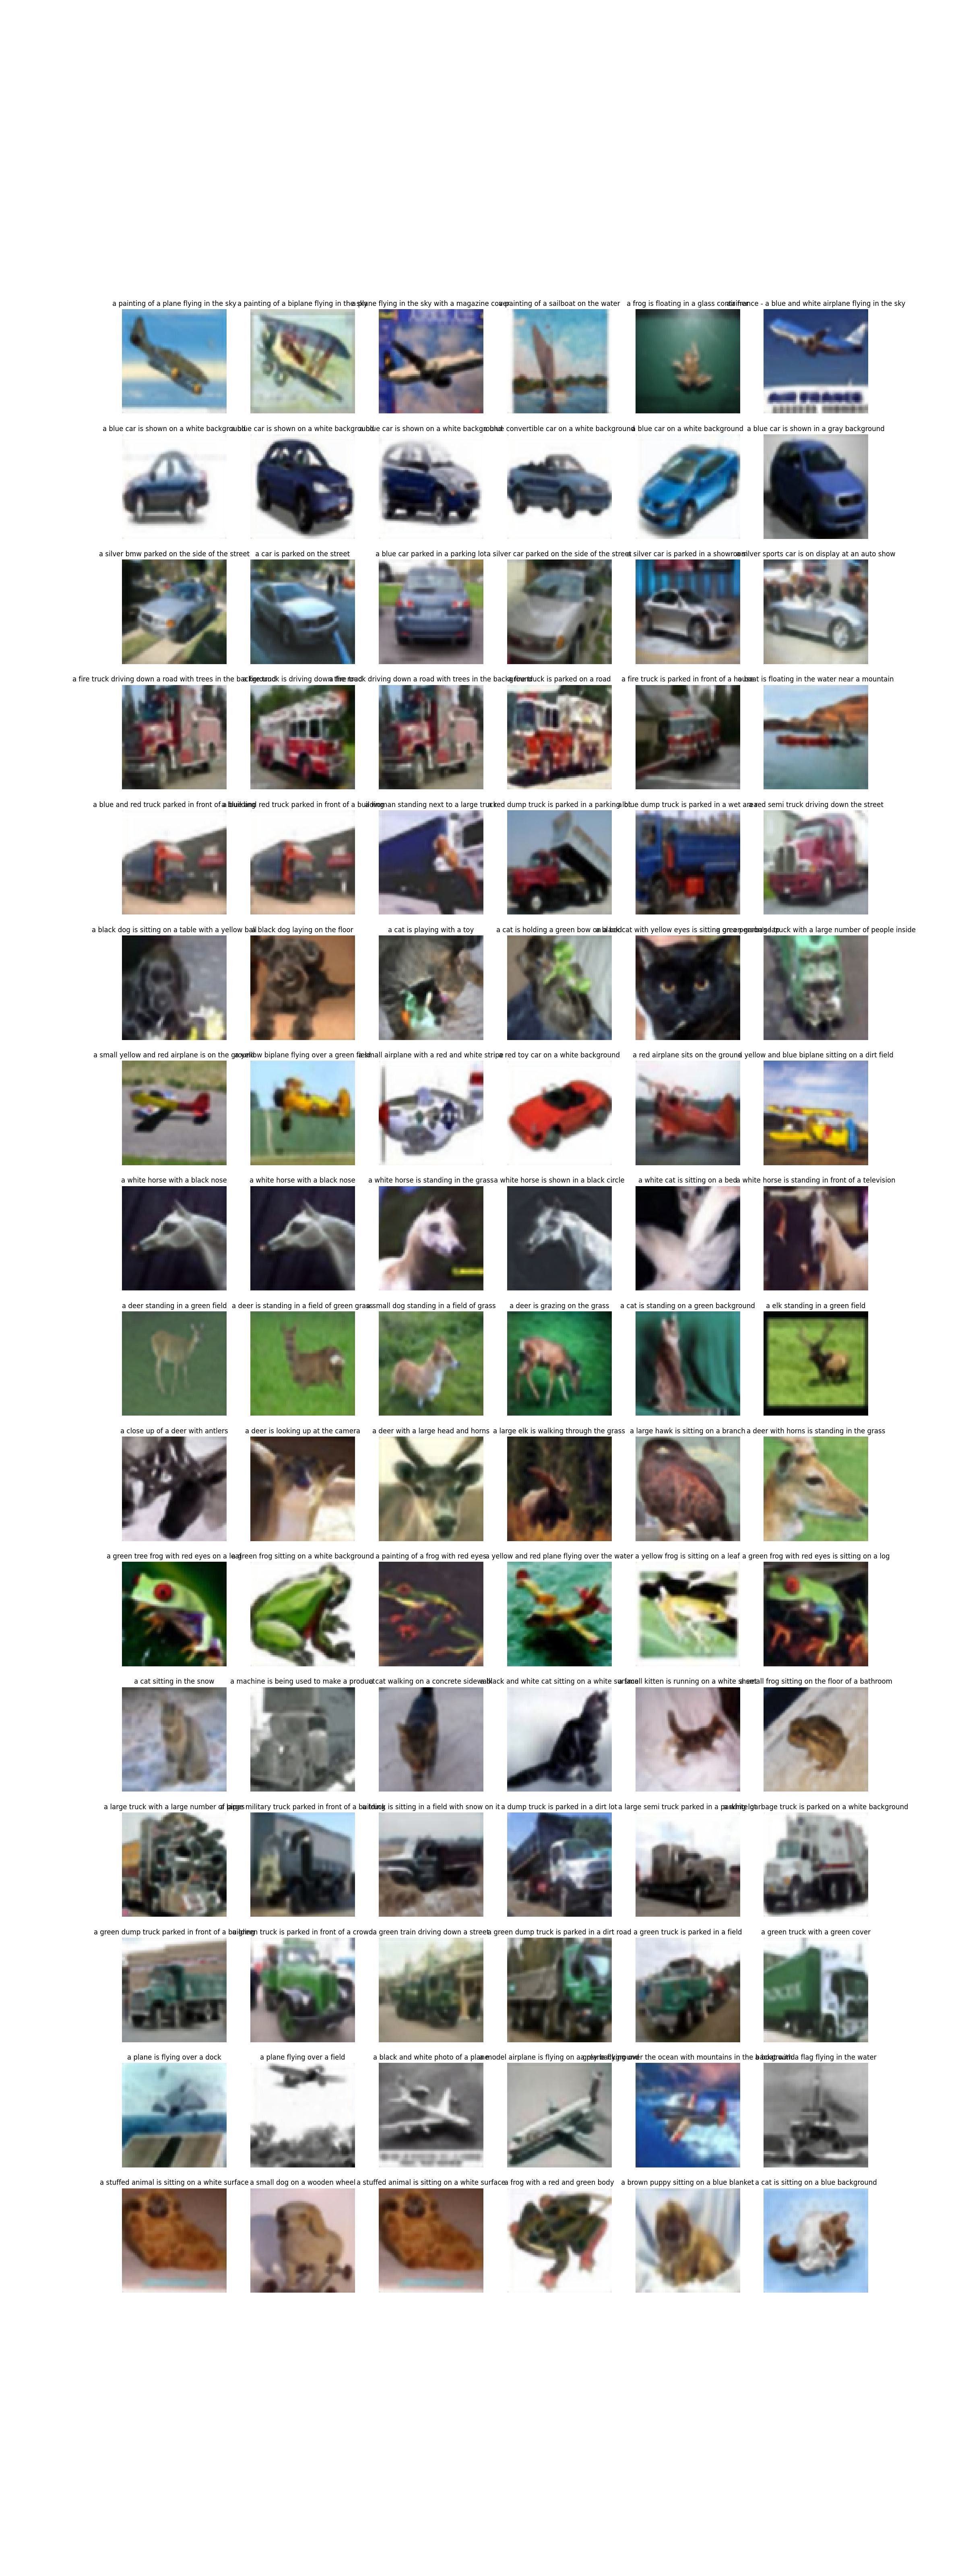 a painting of a plane flying in the sky
a painting of a biplane flying in the sky
plane flying in the sky with a magazine cover
painting of a sailboat on the water
a frog is floating in a glass container
france - a blue and white airplane flying in the sky
AIR FRANCE
a blue car is shown on a white background
blue car is shown on a white background
blue car is shown on a white background
blue convertible car on a white background
a blue car on a white background
a blue car is shown in a gray background
a silver bmw parked on the side of the street
a car is parked on the street
a blue car parked in a parking lot
a silver car parked on the side of the street
a silver car is parked in a showroom
silver sports car is on display at an auto show
a fire truck driving down a road with trees in the background
a fire truck is driving down the road
a fire truck driving down a road with trees in the background
a fire truck is parked on a road
a fire truck is parked in front of a house
a boat is floating in the water near a mountain
a blue and red truck parked in front of a building
a blue and red truck parked in front of a building
a woman standing next to a large truck
a red dump truck is parked in a parking lot
a blue dump truck is parked in a wet area
a red semi truck driving down the street
a black dog is sitting on a table with a yellow ball
a black dog laying on the floor
a cat is playing with a toy
a cat is holding a green bow
cat with yellow eyes is sitting on a person's lap
truck with a large number of people inside
a small yellow and red airplane is on the ground
a yellow biplane flying over a green field
a small airplane with a red and white stripe
a red toy car on a white background
a red airplane sits on the ground
a yellow and blue biplane sitting on a dirt field
a white horse with a black nose
a white horse with a black nose
a white horse is standing in the grass
a white horse is shown in a black circle
a white cat is sitting on a bed
a white horse is standing in front of a television
a deer standing in a green field
a deer is standing in a field of green grass
a small dog standing in a field of grass
a deer is grazing on the grass
a cat is standing on a green background
a elk standing in a green field
a close up of a deer with antlers
a deer is looking up at the camera
a deer with a large head and horns
a large elk is walking through the grass
a large hawk is sitting on a branch
a deer with horns is standing in the grass
a green tree frog with red eyes on a leaf
a green frog sitting on a white background
a painting of a frog with red eyes
a yellow and red plane flying over the water
a yellow frog is sitting on a leaf
a green frog with red eyes is sitting on a log
a cat sitting in the snow
a machine is being used to make a product
a cat walking on a concrete sidewalk
a black and white cat sitting on a white surface
a small kitten is running on a white sheet
a small frog sitting on the floor of a bathroom
a large truck with a large number of pipes
a large military truck parked in front of a building
a truck is sitting in a field with snow on it
a dump truck is parked in a dirt lot
a large semi truck parked in a parking lot
a white garbage truck is parked on a white background
a green dump truck parked in front of a building
a green truck is parked in front of a crowd
a green train driving down a street
a green dump truck is parked in a dirt road
a green truck is parked in a field
a green truck with a green cover
a plane is flying over a dock
a plane flying over a field
a black and white photo of a plane
a model airplane is flying on a grey background
plane flying over the ocean with mountains in the background
a boat with a flag flying in the water
a stuffed animal is sitting on a white surface
a small dog on a wooden wheel
a stuffed animal is sitting on a white surface
a frog with a red and green body
a brown puppy sitting on a blue blanket
a cat is sitting on a blue background